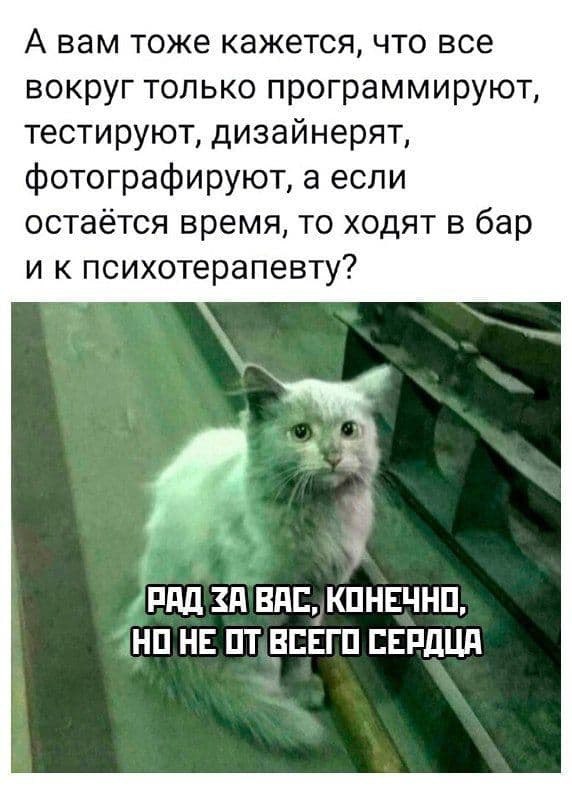 А вам тоже кажется, что все
вокруг только программируют,
тестируют, дизайнерят,
фотографируют, а если
остаётся время, то ходят в бар
и к психотерапевту?
РАД ЗА ВАС, КОНЕЧНО,
НО НЕ ОТ ВСЕГО СЕРДЦА